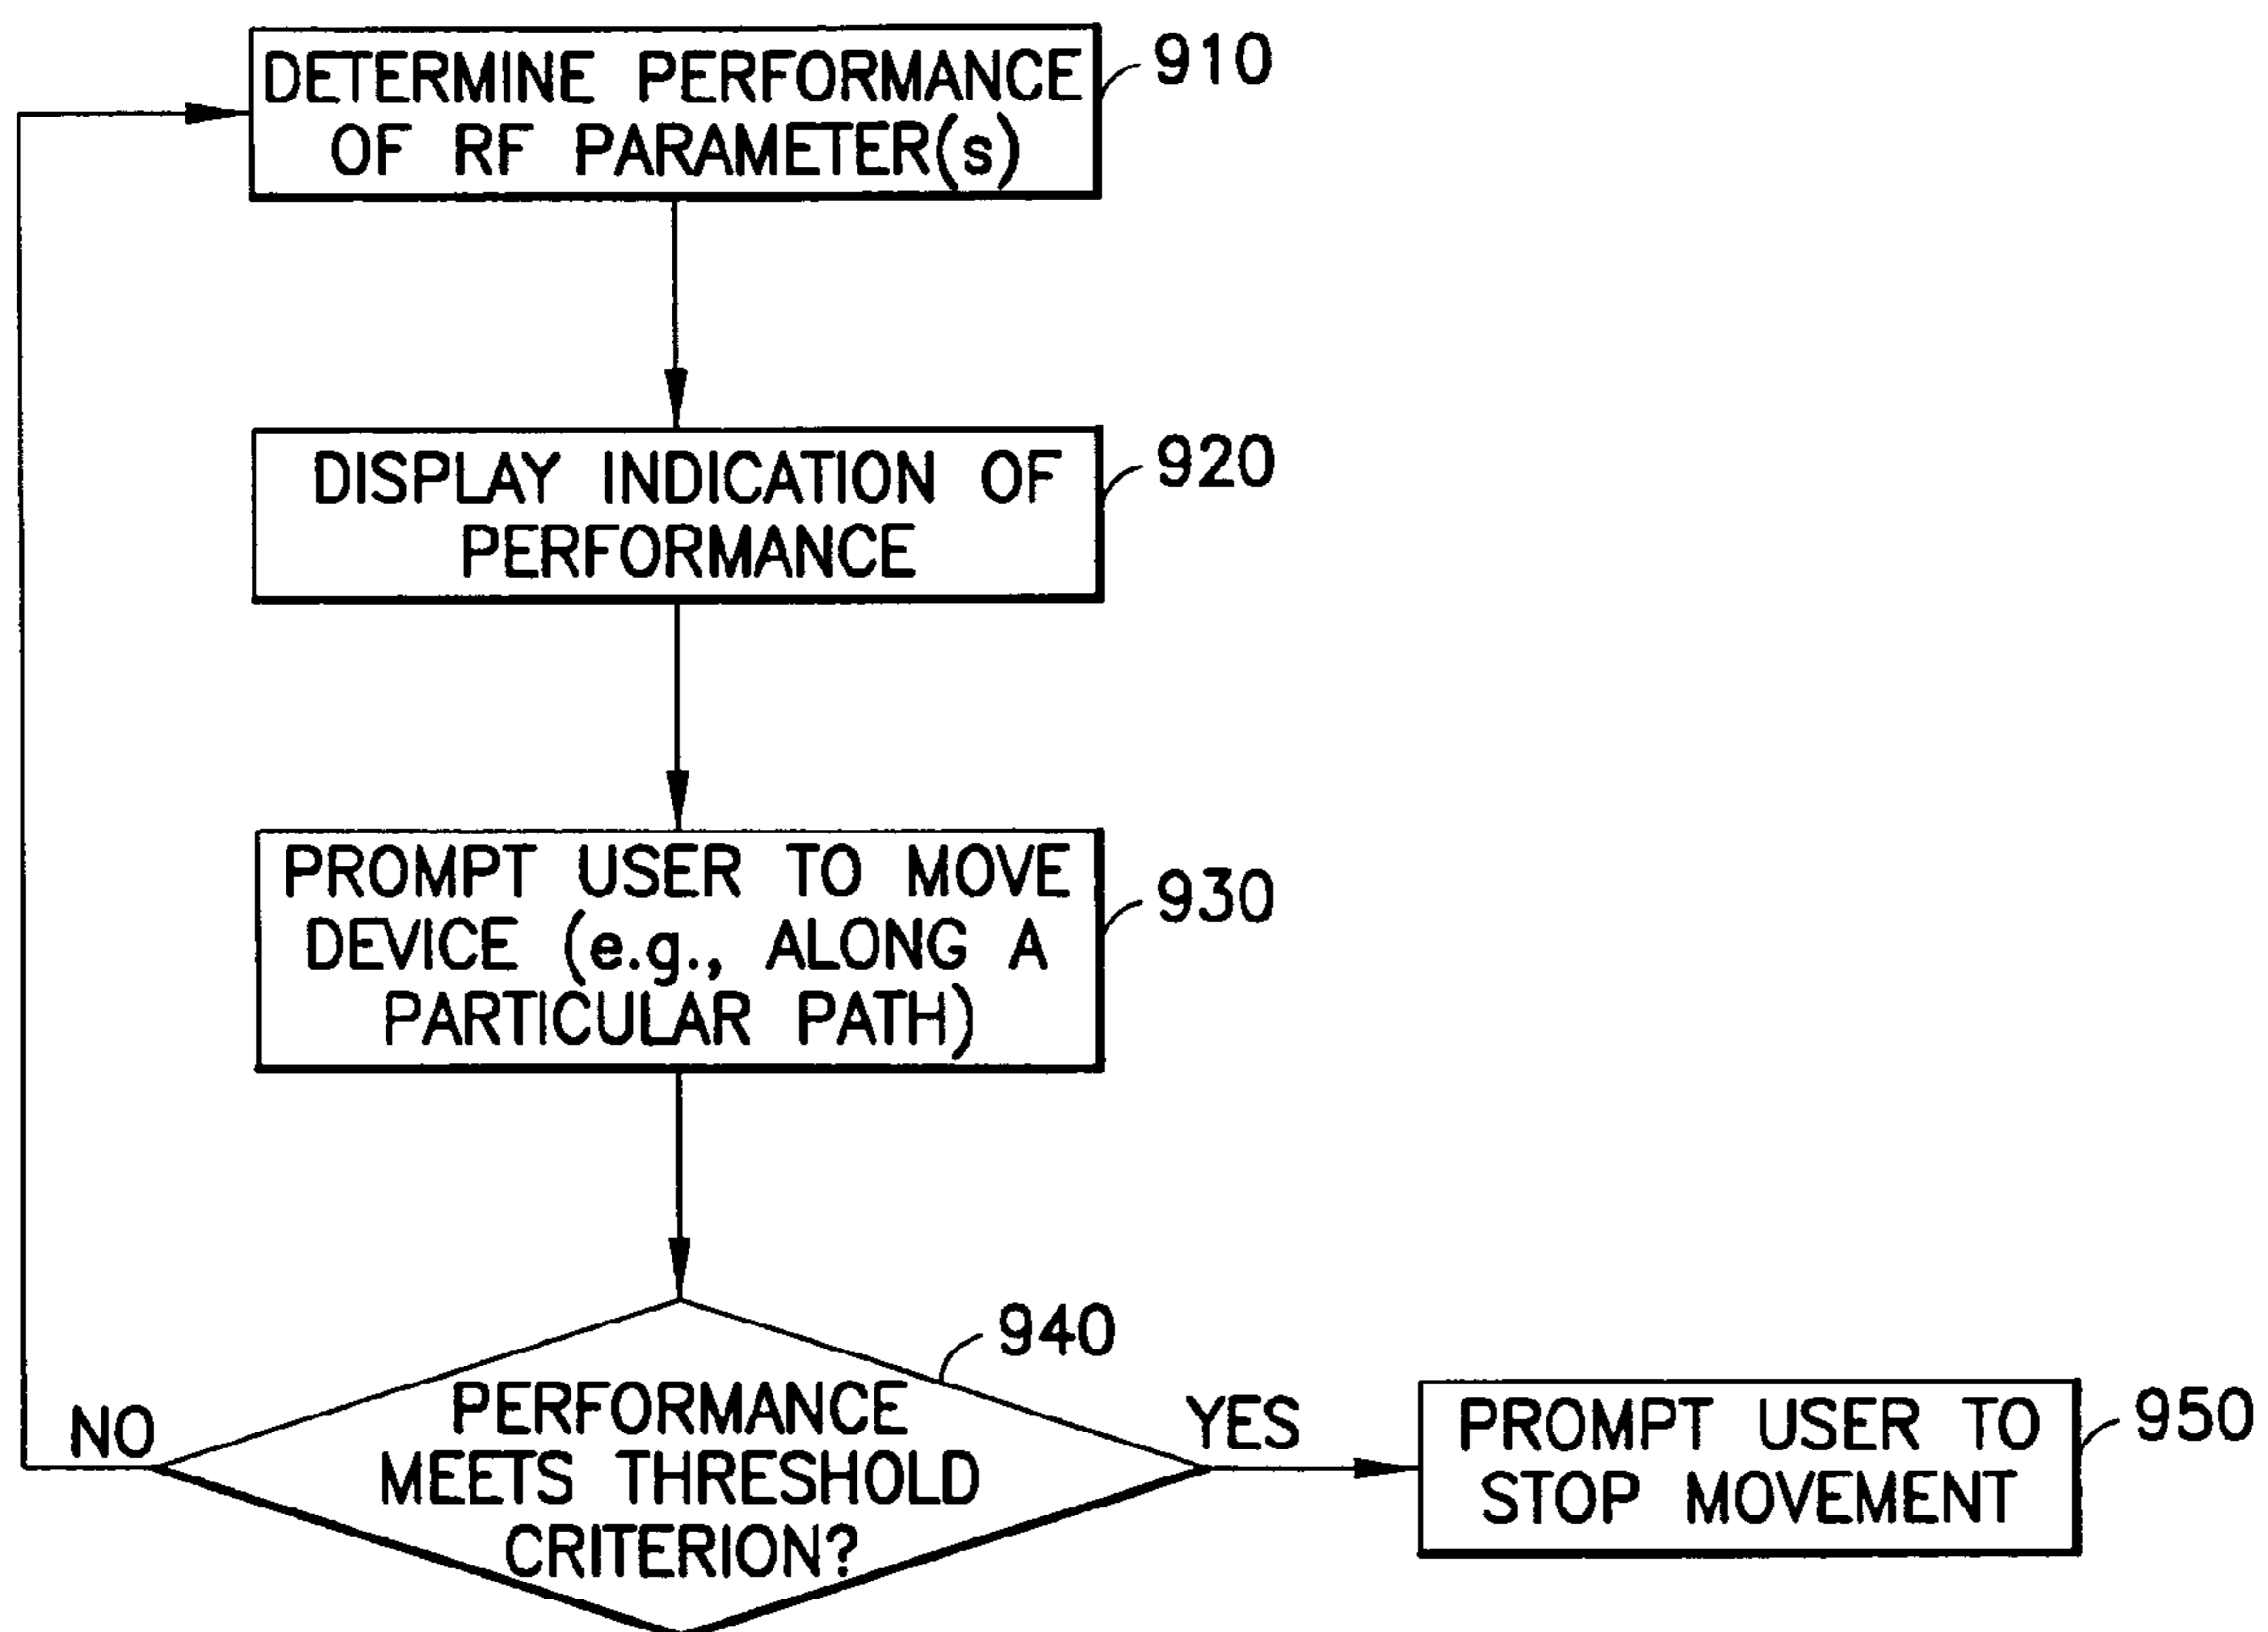 DETERMINE PERFORMANCE
OF RF PARAMETER(s)
910
DISPLAY INDICATION OF
PERFORMANCE
920
PROMPT USER TO MOVE
DEVICE (e.g., ALONG A
PARTICULAR PATH)
930
940
PERFORMANCE
MEETS THRESHOLD
CRITERION?
NO
YES
PROMPT USER TO
STOP MOVEMENT
950